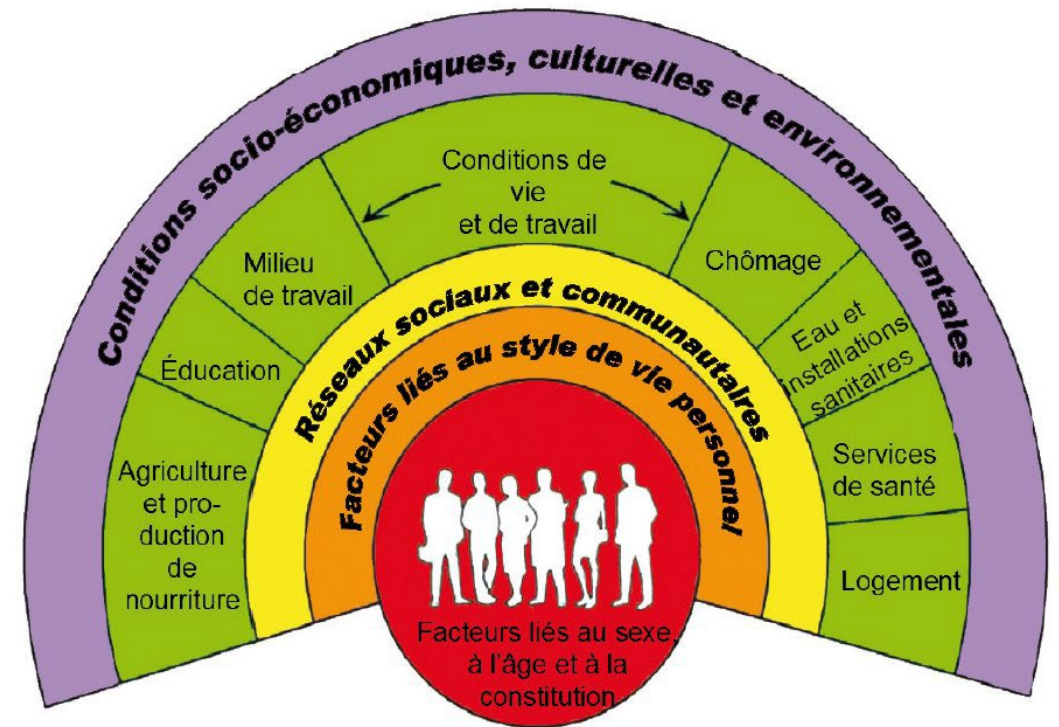 Conditions socio-économiques, culturelles et environnementales
Conditions de
vie
et de travail
Milieu
de travail
Éducation
Agriculture
et pro-
duction
de
nourriture
Chômage
Eau et
installations
sanitaires
Services
de santé
Logement
Réseaux sociaux et communautaires
Facteurs liés au style de vie personnel
Facteurs liés au sexe,
à l'âge et à la
constitution